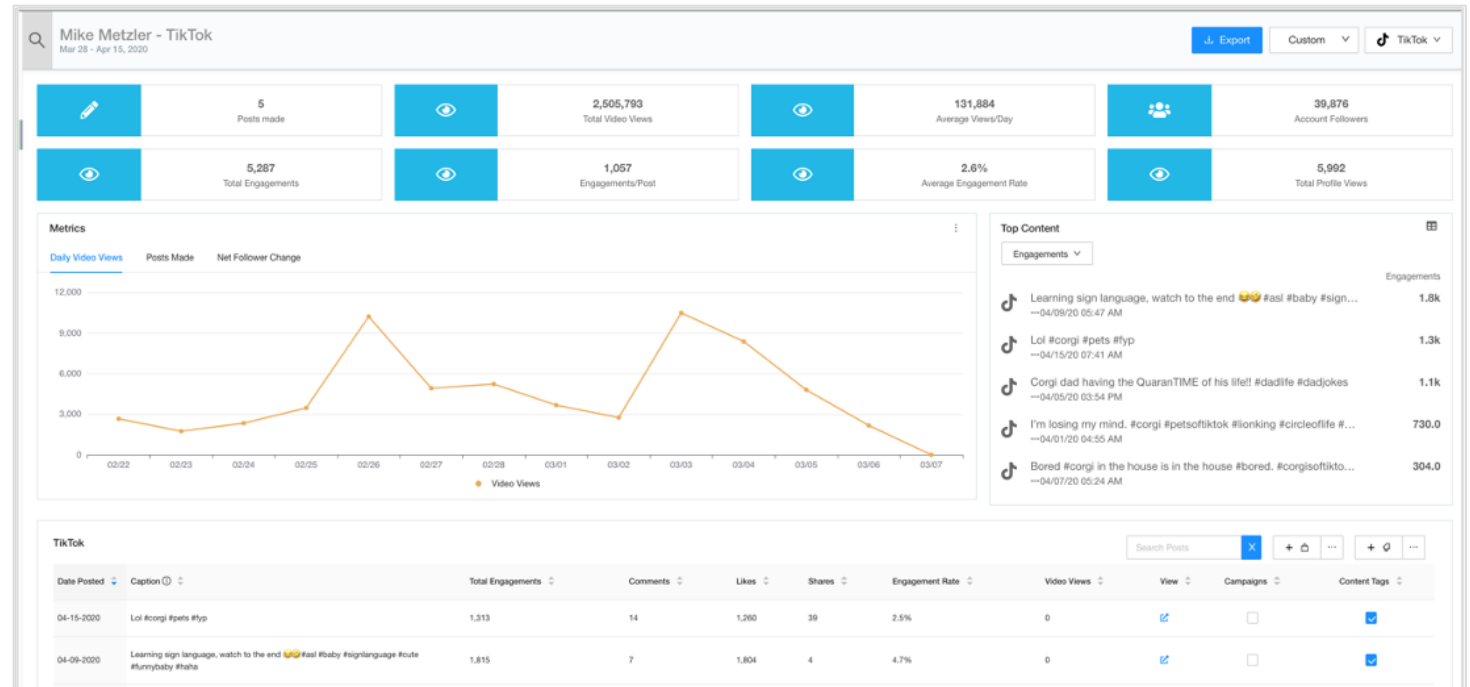 Mike Metzler - TikTok
Mar 28 - Apr 15, 2020
Export
Custom
TikTok
5
Posts made
2,505,793
Total Video Views
131,884
Average Views/Day
39,876
Account Followers
5,287
Total Engagements
1,057
Engagements/Post
2.6%
Average Engagement Rate
5,992
Total Profile Views
Metrics
Daily Video Views Posts Made Net Follower Change
12,000
9,000
6,000
3,000
0
02/22 02/23 02/24 02/25 02/26 02/27 02/28 03/01 03/02 03/03 03/04 03/05 03/06 03/07
Video Views
Top Content
Engagements
Engagements
Learning sign language, watch to the end 😂🤣 #asl #baby #sign... 1.8k
---04/09/20 05:47 AM
Lol #corgi #pets #fyp 1.3k
---04/15/20 07:41 AM
Corgi dad having the QuaranTIME of his life!! #dadlife #dadjokes 1.1k
---04/05/20 03:54 PM
I'm losing my mind. #corgi #petsoftiktok #lionking #circleoflife #... 730.0
---04/01/20 04:55 AM
Bored #corgi in the house is in the house #bored. #corgisoftikto... 304.0
---04/07/20 05:24 AM
TikTok
Search Posts X + ... + ...
Date Posted Caption Total Engagements Comments Likes Shares Engagement Rate Video Views View Campaigns Content Tags
04-15-2020 Lol #corgi #pets #fyp 1,313 14 1,260 39 2.5% 0
04-09-2020 Learning sign language, watch to the end 😂🤣 #asl #baby #signlanguage #cute 1,815 7 1,804 4 4.7% 0
#funnybaby #haha